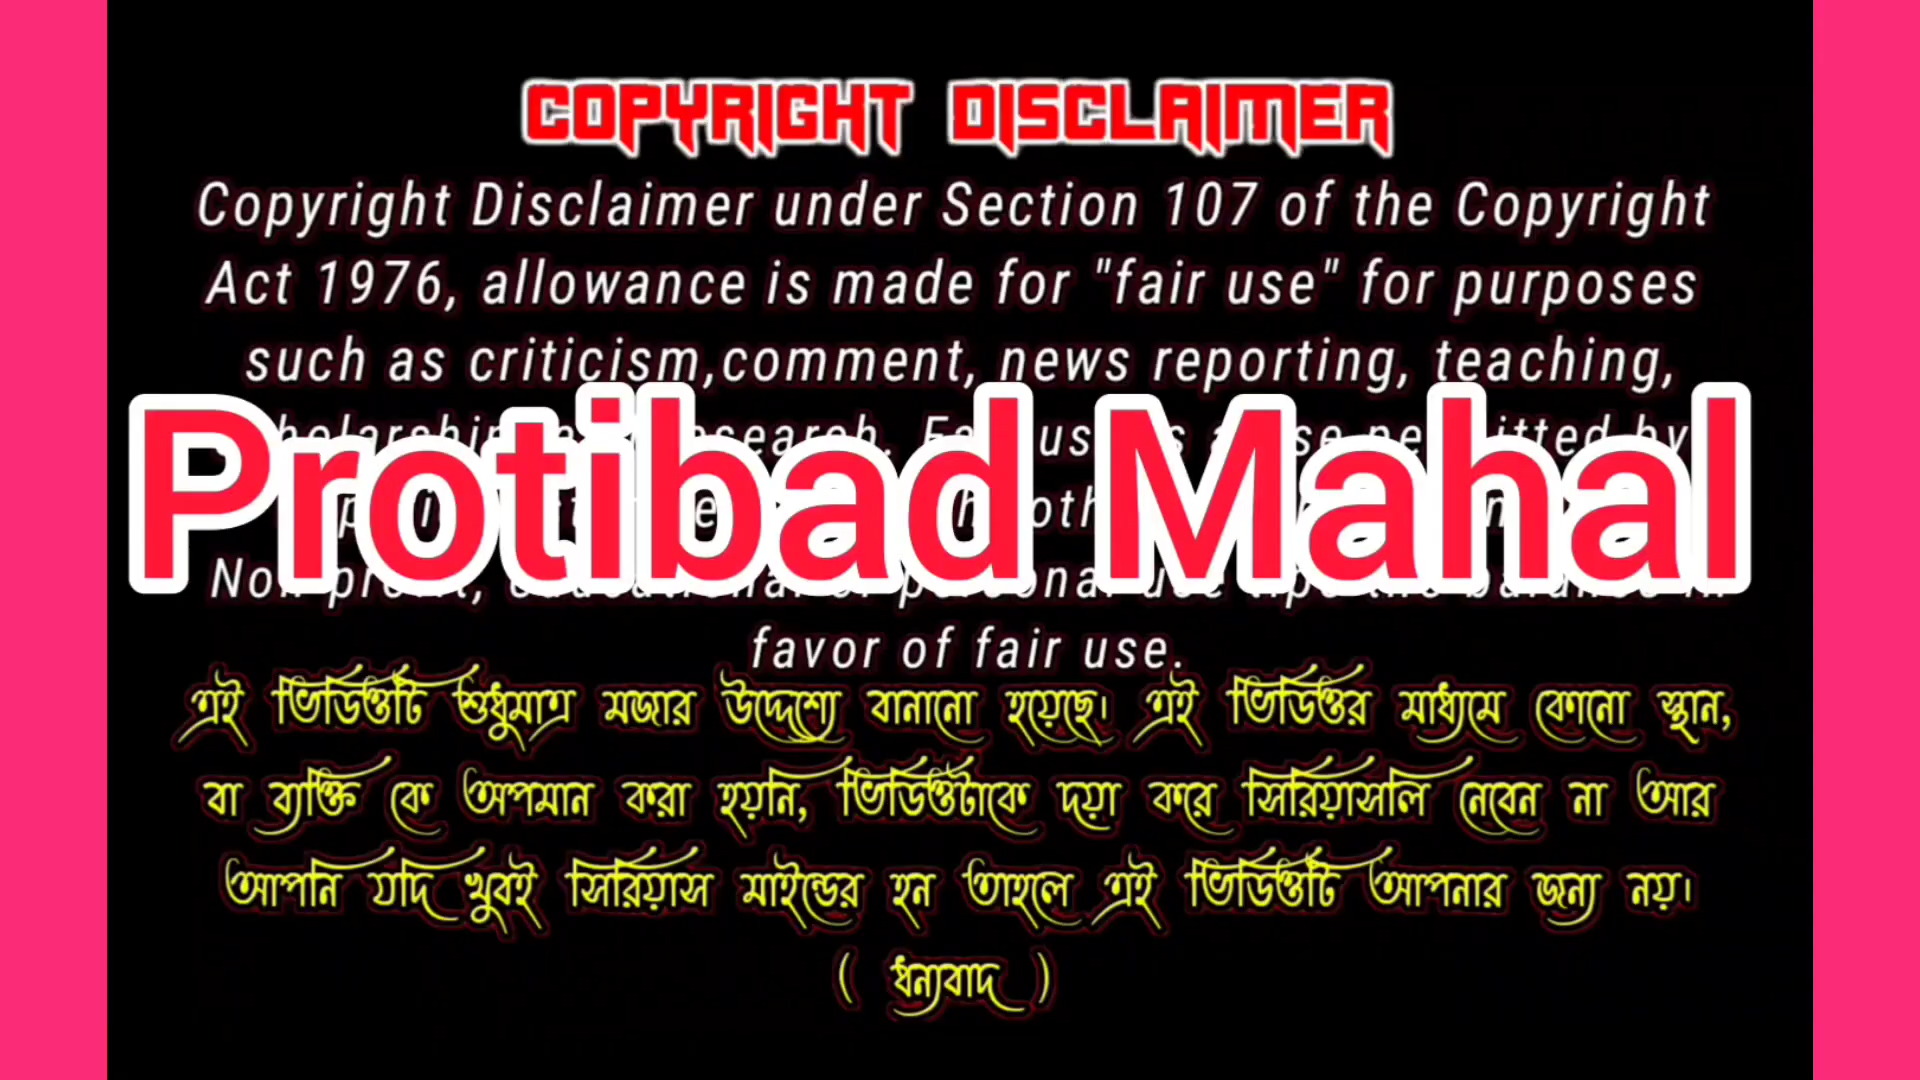 COPYRIGHT DISCLAIMER
Copyright Disclaimer under Section 107 of the Copyright
Act 1976, allowance is made for "fair use" for purposes
such as criticism,comment, news reporting, teaching,
Protibad Mahal
favor of fair use.
এই ভিডিওটি শুধুমাত্র মজার উদ্দেশ্যে বানানো হয়েছে। এই ভিডিওর মাধ্যমে কোনো স্থান,
বা ব্যক্তি কে অপমান করা হয়নি, ভিডিওটাকে দয়া করে সিরিয়াসলি নেবেন না আর
আপনি যদি খুবই সিরিয়াস মাইন্ডের হন তাহলে এই ভিডিওটি আপনার জন্য নয়।
( ধন্যবাদ )